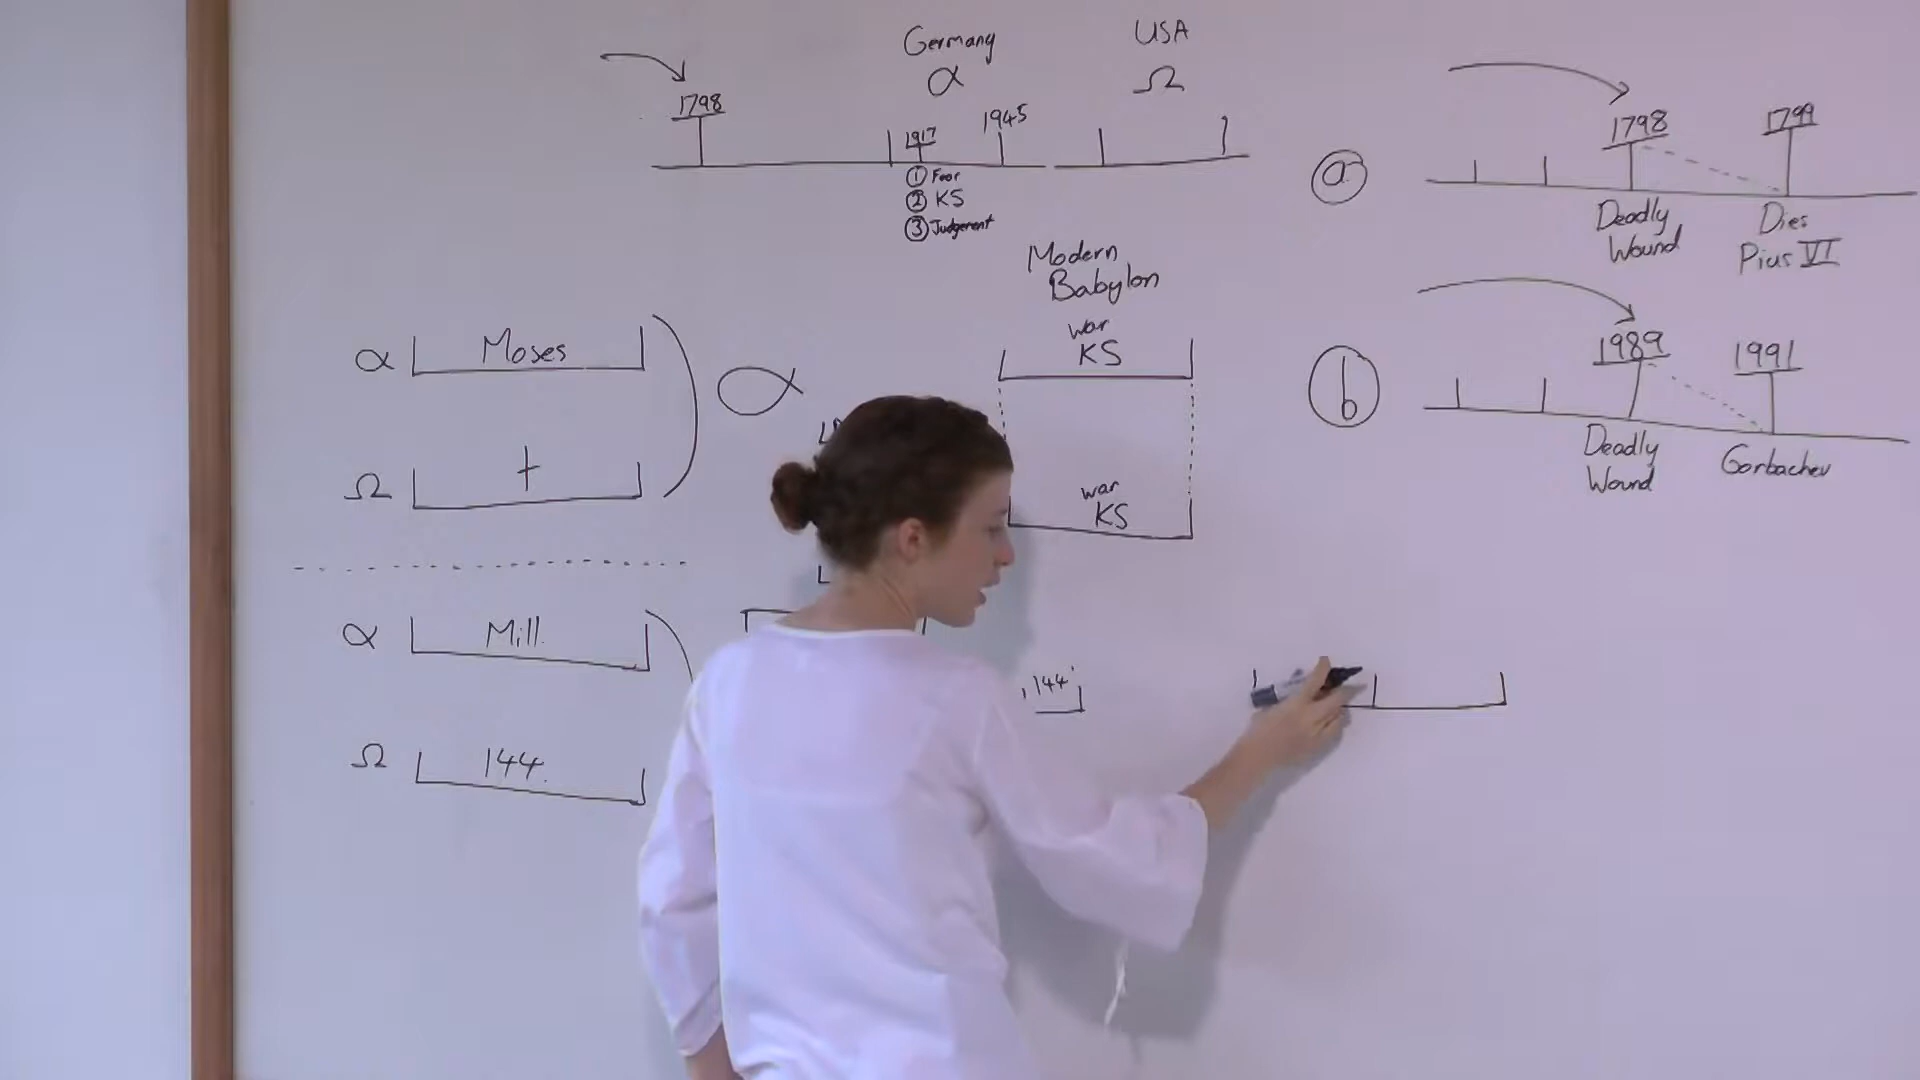 Germany
α
USA
Ω
1798
1917
1945
① Fear
② KS
③ Judgement
ⓐ
1798
1799
Deadly
Wound
Dies
Pius VI
ⓑ
1989
1991
Deadly
Wound
Gorbachev
α Moses
Ω †
α
Modern
Babylon
war
KS
war
KS
α Mill.
Ω 144.
144